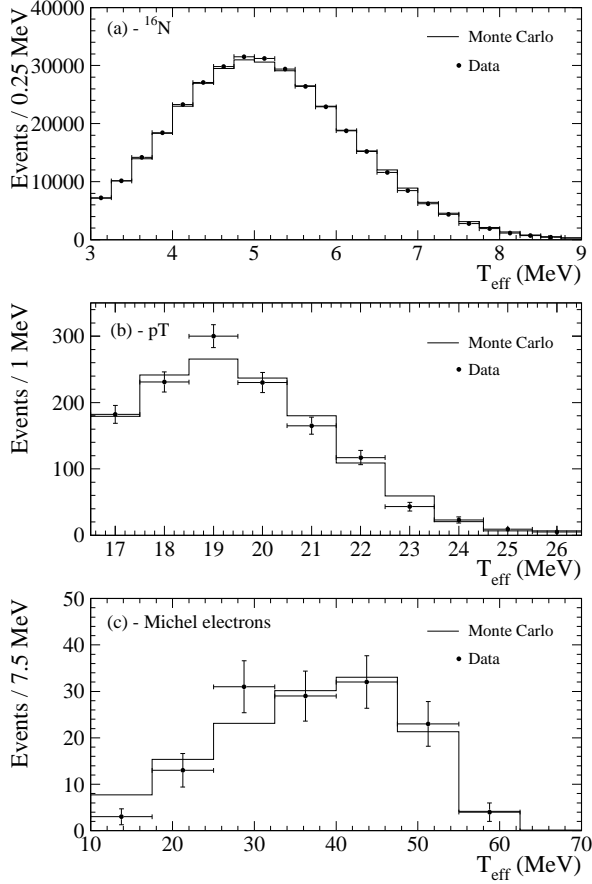 (a) - ¹⁶N
Monte Carlo
Data
Events / 0.25 MeV
40000
30000
20000
10000
0
3 4 5 6 7 8 9
T_eff (MeV)
(b) - pT
Monte Carlo
Data
Events / 1 MeV
300
200
100
0
17 18 19 20 21 22 23 24 25 26
T_eff (MeV)
(c) - Michel electrons
Monte Carlo
Data
Events / 7.5 MeV
50
40
30
20
10
0
10 20 30 40 50 60 70
T_eff (MeV)